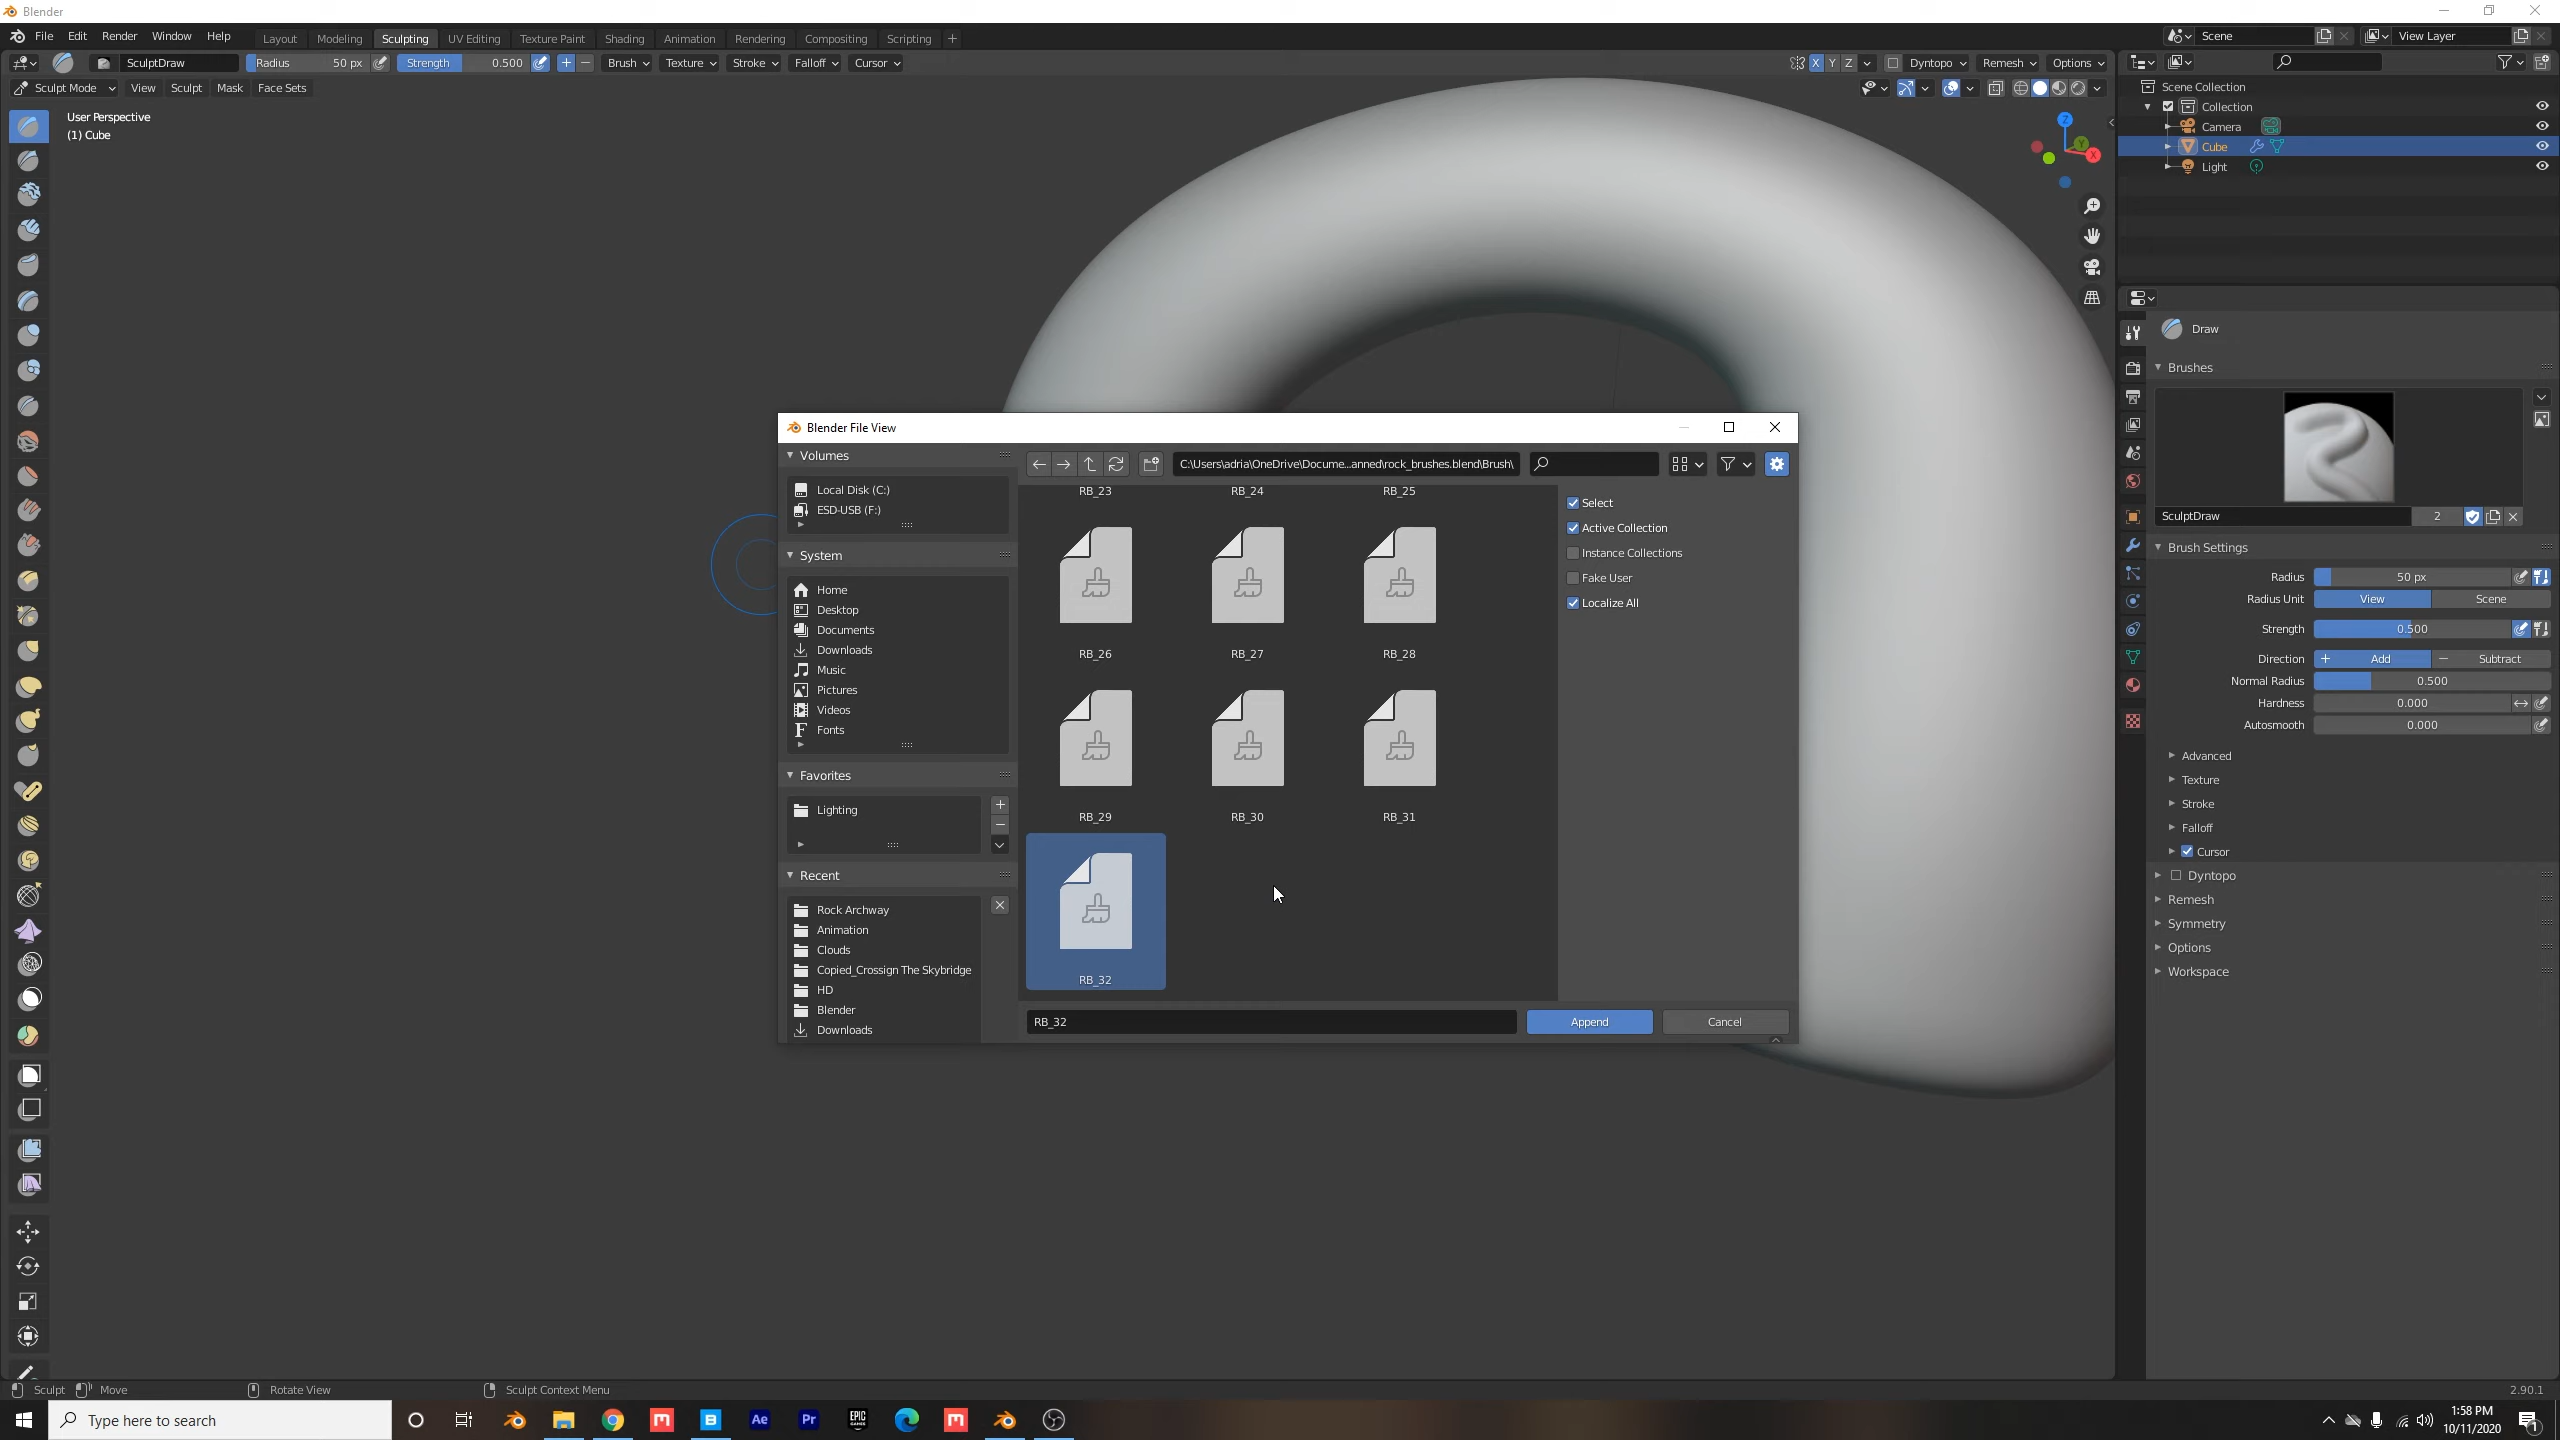 Blender
File Edit Render Window Help
Layout Modeling Sculpting UV Editing Texture Paint Shading Animation Rendering Compositing Scripting +
Scene
View Layer
SculptDraw
Radius 50 px
Strength 0.500
Brush Texture Stroke Falloff Cursor
X Y Z
Dyntopo Remesh Options
Sculpt Mode View Sculpt Mask Face Sets
User Perspective
(1) Cube
Z
Y
X
Scene Collection
Collection
Camera
Cube
Light
Draw
Brushes
SculptDraw 2
Brush Settings
Radius 50 px
Radius Unit View Scene
Strength 0.500
Direction + Add − Subtract
Normal Radius 0.500
Hardness 0.000
Autosmooth 0.000
Advanced
Texture
Stroke
Falloff
Cursor
Dyntopo
Remesh
Symmetry
Options
Workspace
Blender File View
Volumes
Local Disk (C:)
ESD-USB (F:)
System
Home
Desktop
Documents
Downloads
Music
Pictures
Videos
Fonts
Favorites
Lighting
Recent
Rock Archway
Animation
Clouds
Copied_Crossign The Skybridge
HD
Blender
Downloads
C:\Users\adria\OneDrive\Docume...anned\rock_brushes.blend\Brush\
RB_23 RB_24 RB_25
RB_26 RB_27 RB_28
RB_29 RB_30 RB_31
RB_32
Select
Active Collection
Instance Collections
Fake User
Localize All
RB_32
Append
Cancel
Sculpt Move Rotate View Sculpt Context Menu
2.90.1
Type here to search
Ae
Pr
EPIC
GAMES
1:58 PM
10/11/2020
1